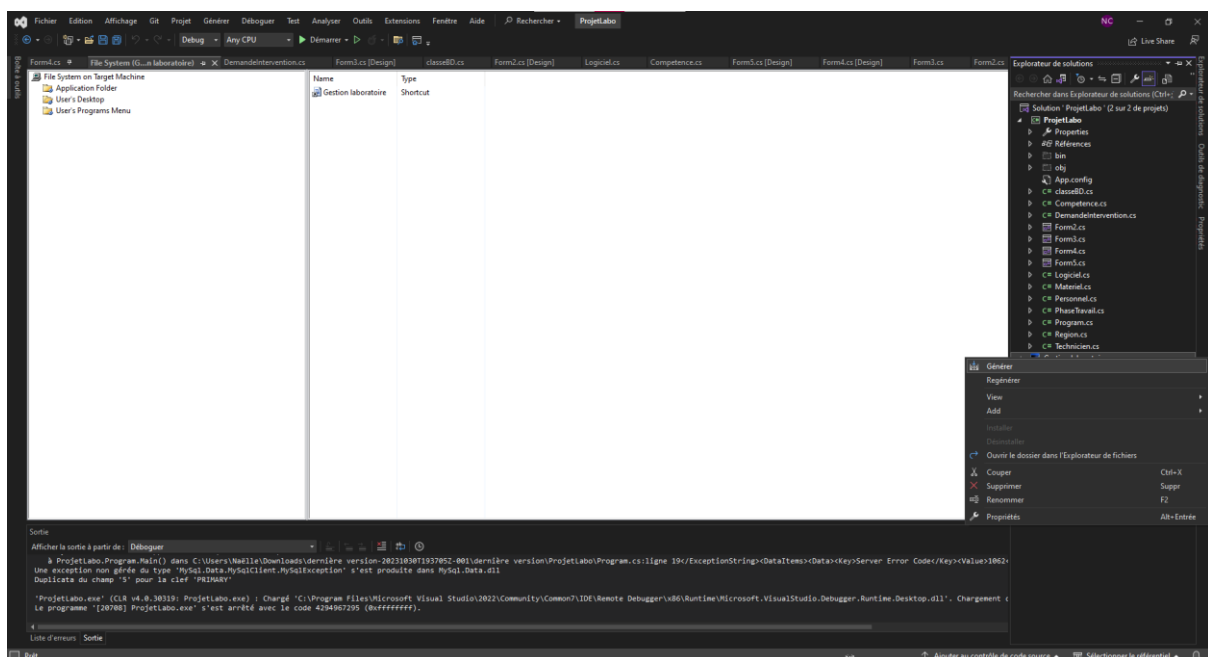 Fichier Edition Affichage Git Projet Générer Déboguer Test Analyser Outils Extensions Fenêtre Aide Rechercher ProjetLabo NC
Debug Any CPU Démarrer Live Share
Form4.cs File System (G...n laboratoire) DemandeIntervention.cs Form3.cs [Design] classeBD.cs Form2.cs [Design] Logiciel.cs Competence.cs Form5.cs [Design] Form4.cs [Design] Form3.cs Form2.cs
Boîte à outils
File System on Target Machine
Application Folder
User's Desktop
User's Programs Menu
Name Type
Gestion laboratoire Shortcut
Explorateur de solutions
Rechercher dans Explorateur de solutions (Ctrl+;
Solution ' ProjetLabo ' (2 sur 2 de projets)
ProjetLabo
Properties
Références
bin
obj
App.config
C# classeBD.cs
C# Competence.cs
C# DemandeIntervention.cs
Form2.cs
Form3.cs
Form4.cs
Form5.cs
C# Logiciel.cs
C# Materiel.cs
C# Personnel.cs
C# PhaseTravail.cs
C# Program.cs
C# Region.cs
C# Technicien.cs
Explorateur de solutions
Outils de diagnostic
Propriétés
Générer
Regénérer
View
Add
Installer
Désinstaller
Ouvrir le dossier dans l'Explorateur de fichiers
Couper Ctrl+X
Supprimer Suppr
Renommer F2
Propriétés Alt+Entrée
Sortie
Afficher la sortie à partir de : Déboguer
à ProjetLabo.Program.Main() dans C:\Users\Naëlle\Downloads\dernière version-20231030T193705Z-001\dernière version\ProjetLabo\Program.cs:ligne 19</ExceptionString><DataItems><Data><Key>Server Error Code</Key><Value>1062<
Une exception non gérée du type 'MySql.Data.MySqlClient.MySqlException' s'est produite dans MySql.Data.dll
Duplicata du champ '5' pour la clef 'PRIMARY'
'ProjetLabo.exe' (CLR v4.0.30319: ProjetLabo.exe) : Chargé 'C:\Program Files\Microsoft Visual Studio\2022\Community\Common7\IDE\Remote Debugger\x86\Runtime\Microsoft.VisualStudio.Debugger.Runtime.Desktop.dll'. Chargement
Le programme '[20708] ProjetLabo.exe' s'est arrêté avec le code 4294967295 (0xffffffff).
Liste d'erreurs Sortie
Prêt Ajouter au contrôle de code source Sélectionner le référentiel